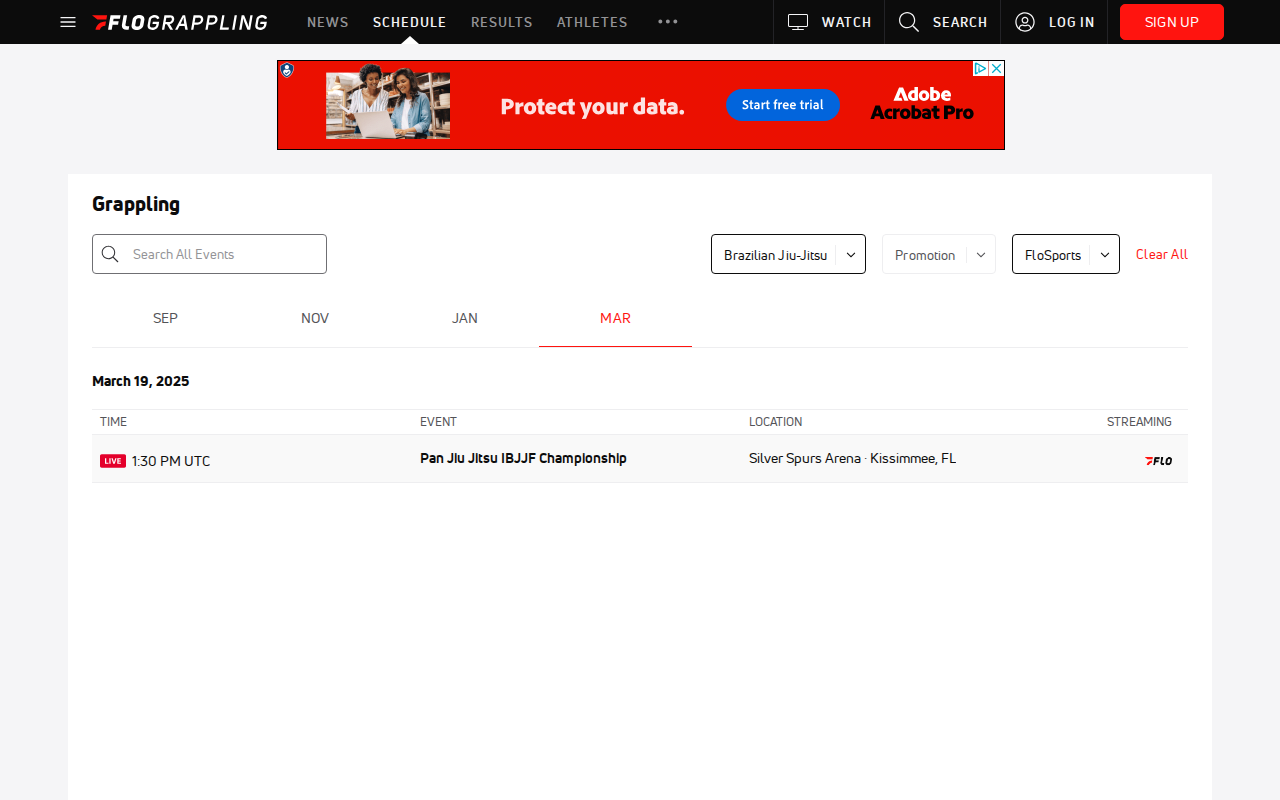 FLOGRAPPLING NEWS SCHEDULE RESULTS ATHLETES WATCH SEARCH LOG IN SIGN UP
Protect your data. Start free trial Adobe
Acrobat Pro
Grappling
Search All Events Brazilian Jiu-Jitsu Promotion FloSports Clear All
SEP NOV JAN MAR
March 19, 2025
TIME EVENT LOCATION STREAMING
LIVE 1:30 PM UTC Pan Jiu Jitsu IBJJF Championship Silver Spurs Arena · Kissimmee, FL FLO